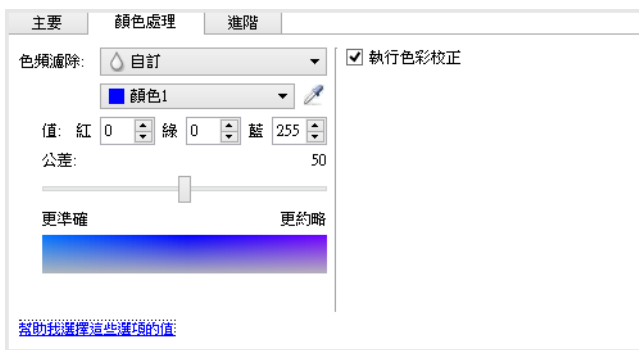 主要 顏色處理 進階
色頻濾除: 自訂
顏色1
值: 紅 0 綠 0 藍 255
公差: 50
更準確 更約略
幫助我選擇這些選項的值
執行色彩校正